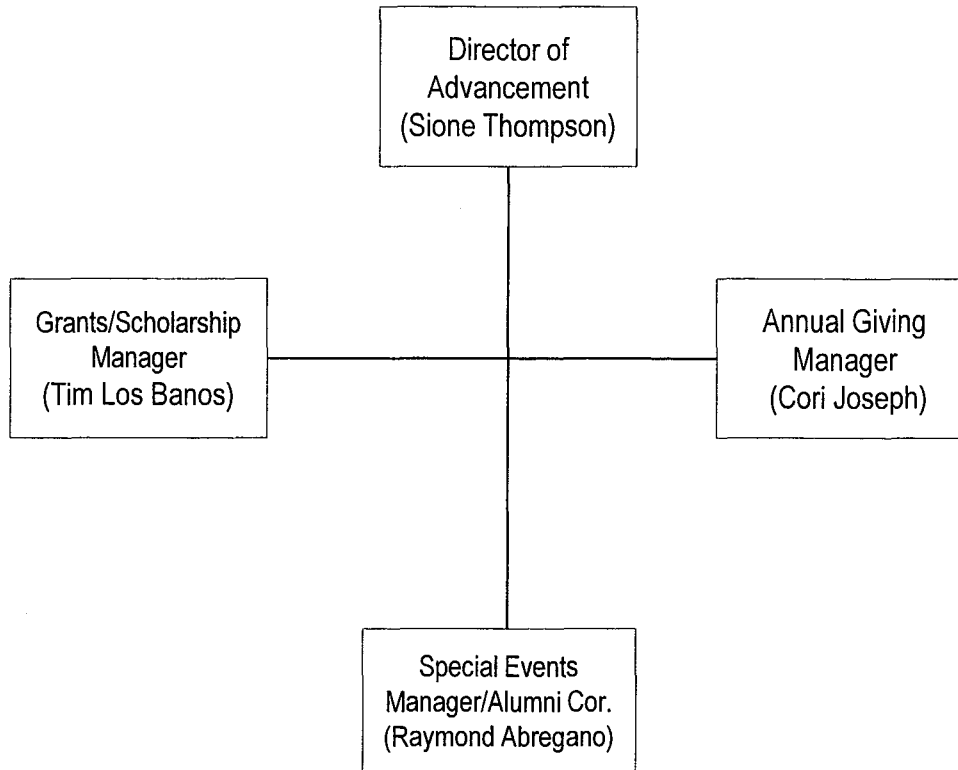 Director of
Advancement
(Sione Thompson)
Grants/Scholarship
Manager
(Tim Los Banos)
Annual Giving
Manager
(Cori Joseph)
Special Events
Manager/Alumni Cor.
(Raymond Abregano)